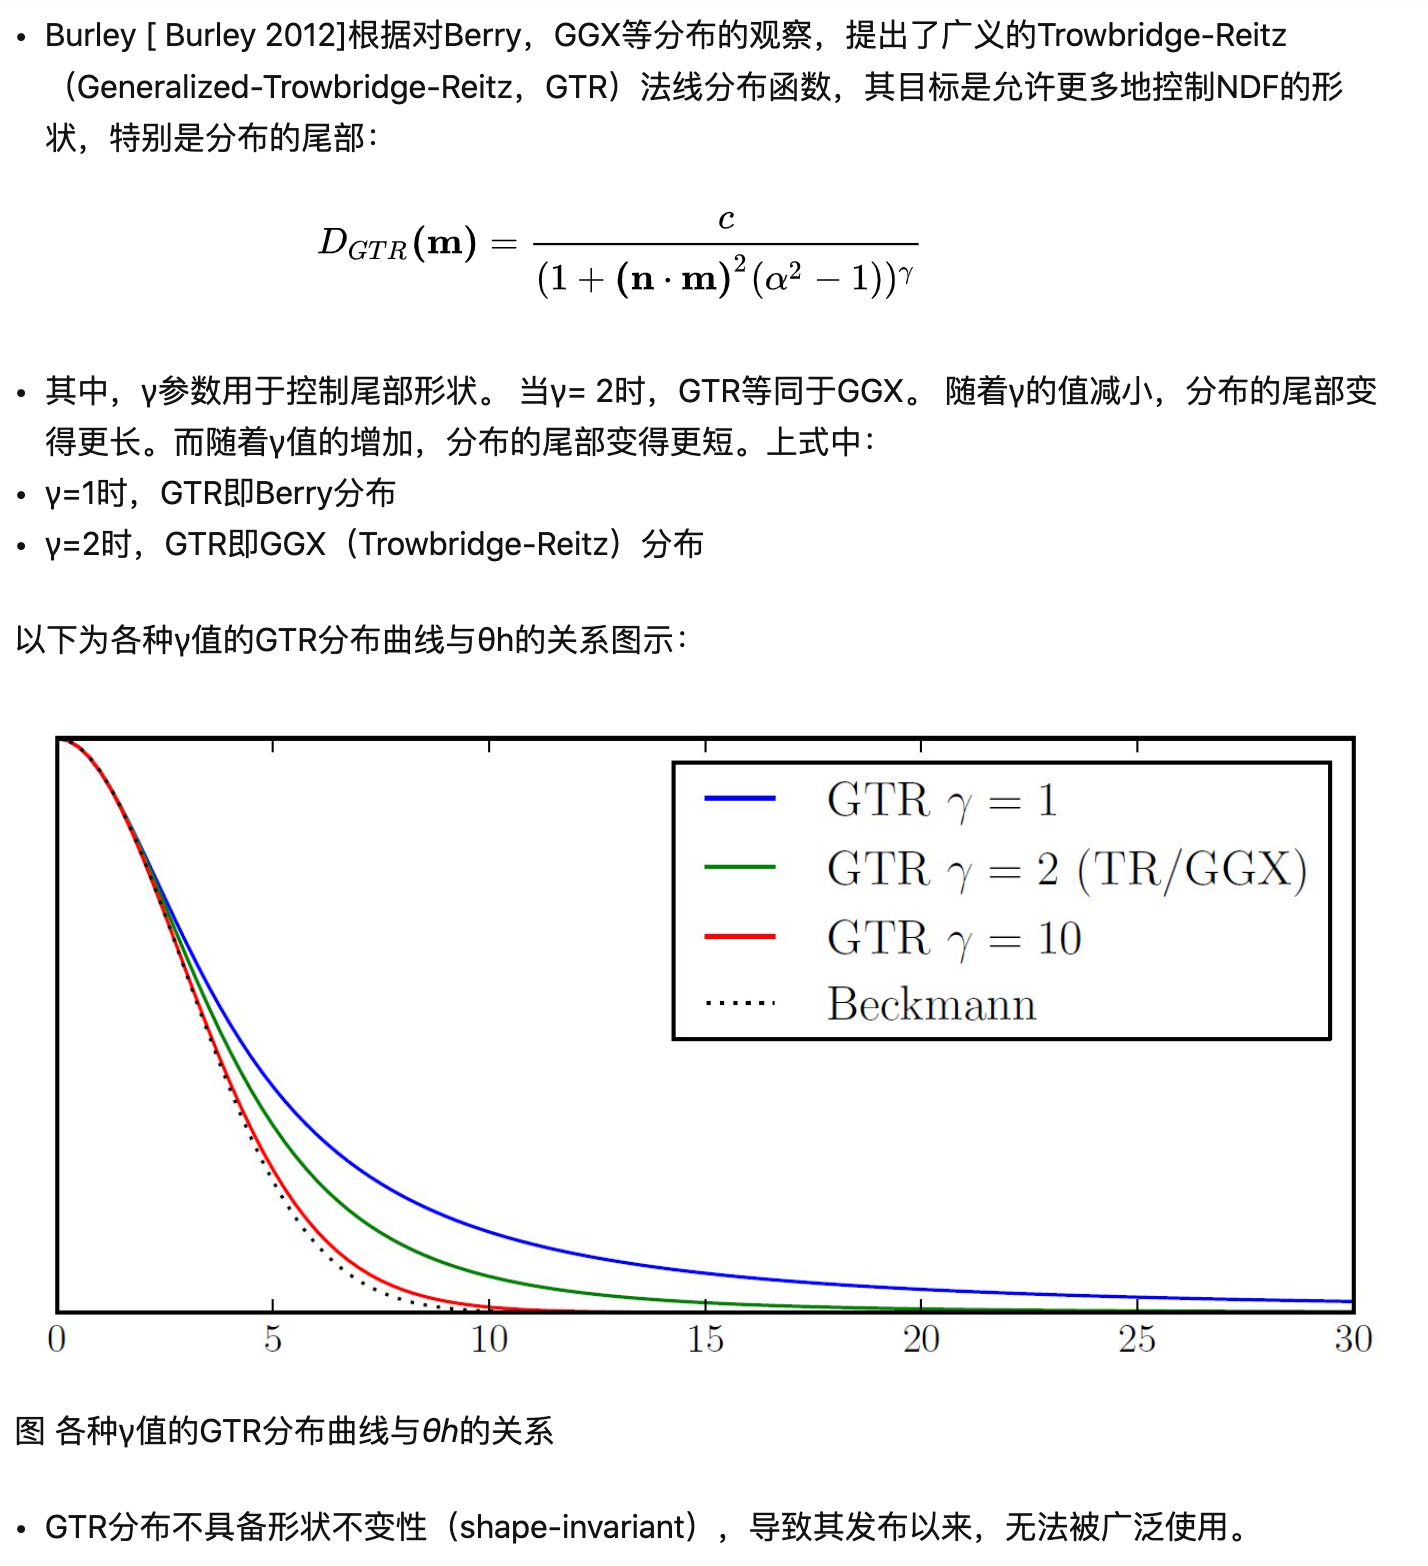 • Burley [ Burley 2012]根据对Berry，GGX等分布的观察，提出了广义的Trowbridge-Reitz
（Generalized-Trowbridge-Reitz，GTR）法线分布函数，其目标是允许更多地控制NDF的形
状，特别是分布的尾部：
D_{GTR}(m) = \frac{c}{(1 + (n · m)^2(α^2 − 1))^γ}
• 其中，γ参数用于控制尾部形状。 当γ= 2时，GTR等同于GGX。 随着γ的值减小，分布的尾部变
得更长。而随着γ值的增加，分布的尾部变得更短。上式中：
• γ=1时，GTR即Berry分布
• γ=2时，GTR即GGX（Trowbridge-Reitz）分布
以下为各种γ值的GTR分布曲线与θh的关系图示：
GTR γ = 1
GTR γ = 2 (TR/GGX)
GTR γ = 10
Beckmann
0 5 10 15 20 25 30
图 各种γ值的GTR分布曲线与θh的关系
• GTR分布不具备形状不变性（shape-invariant），导致其发布以来，无法被广泛使用。